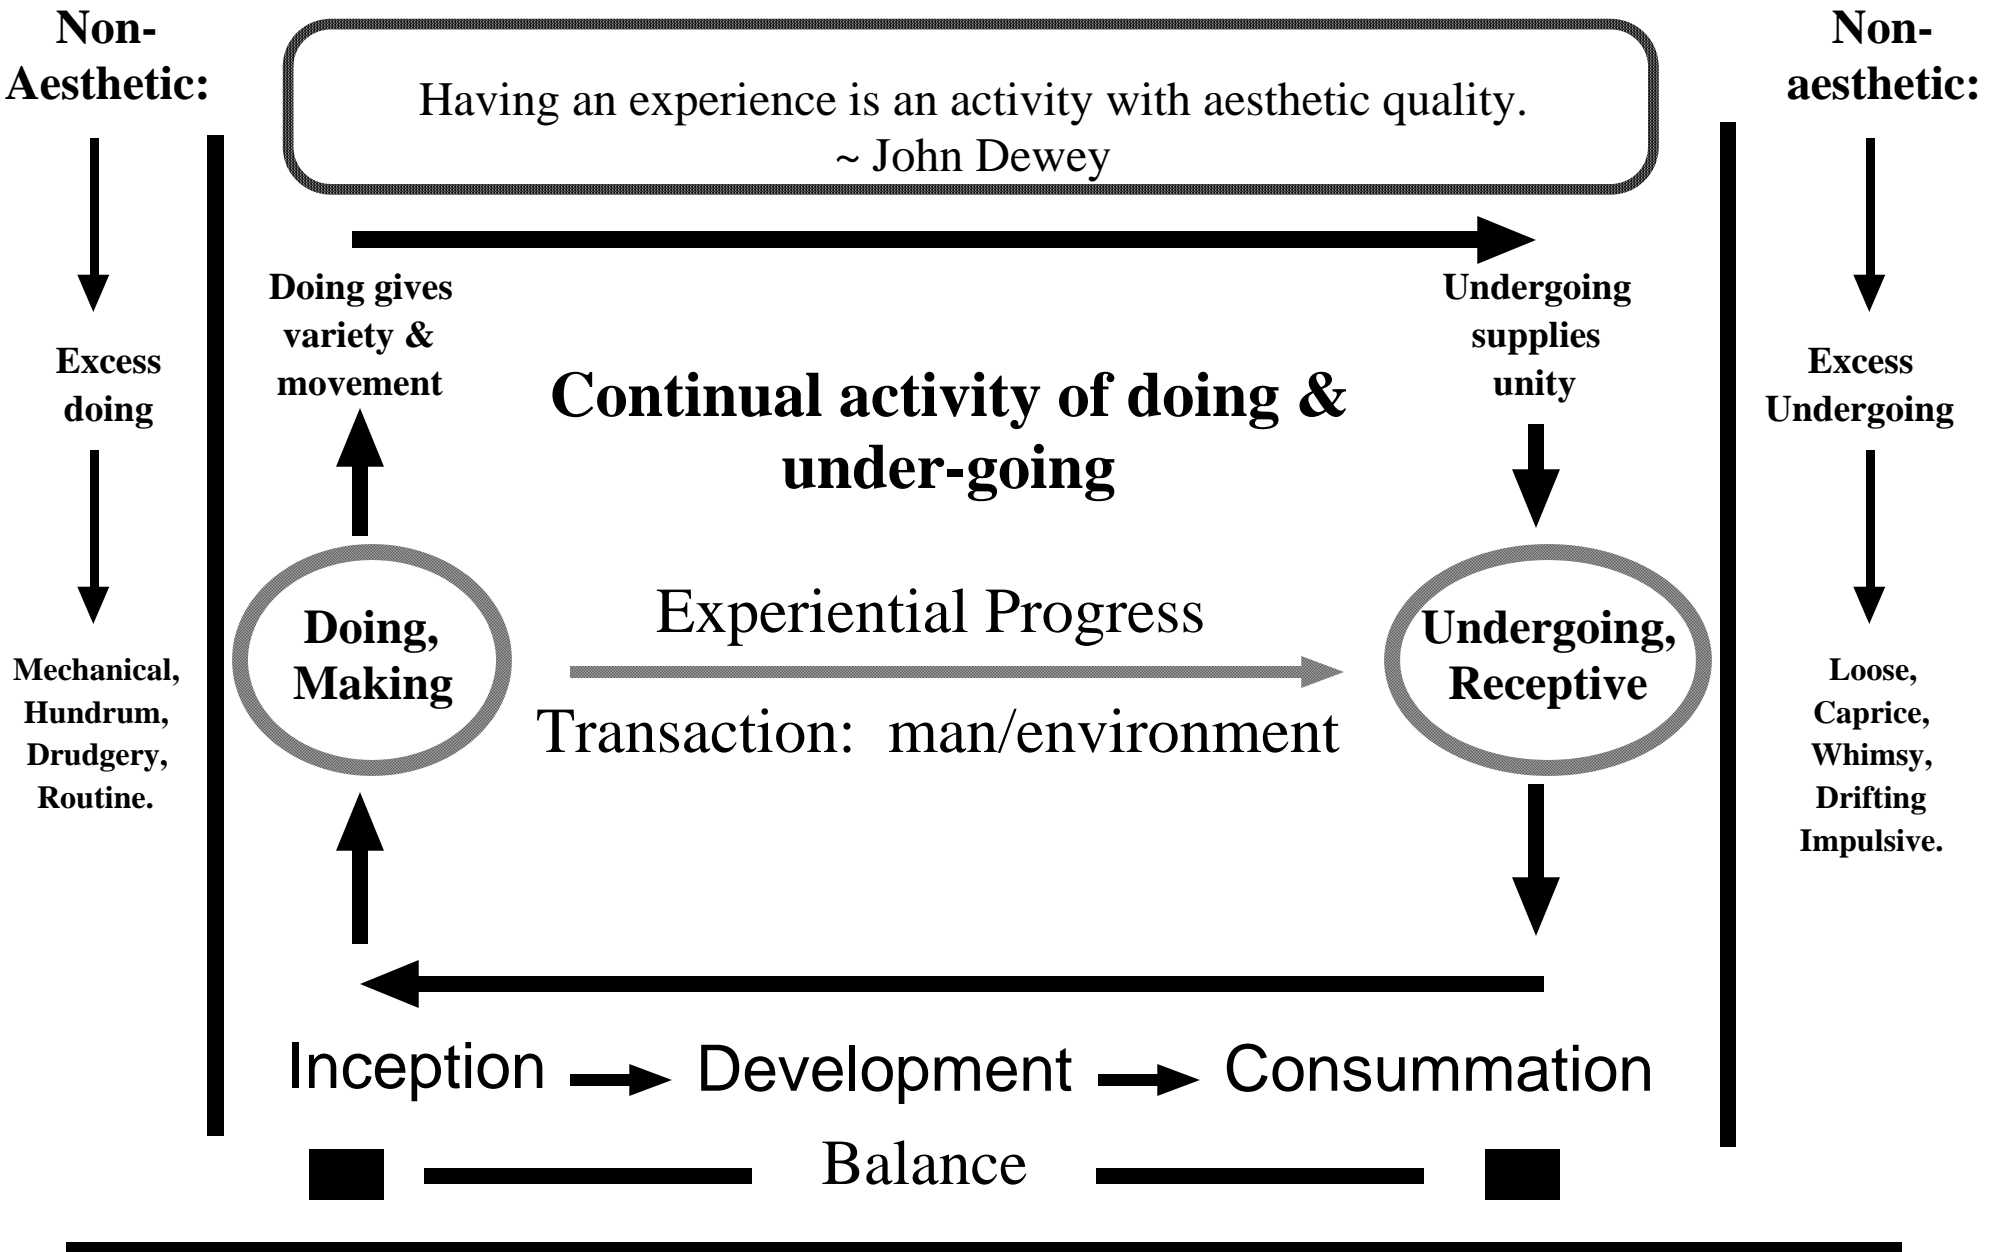 Non-
Aesthetic:
Excess
doing
Mechanical,
Hundrum,
Drudgery,
Routine.
Having an experience is an activity with aesthetic quality.
~ John Dewey
Doing gives
variety &
movement
Continual activity of doing &
under-going
Undergoing
supplies
unity
Doing,
Making
Experiential Progress
Transaction: man/environment
Undergoing,
Receptive
Inception Development Consummation
Balance
Non-
aesthetic:
Excess
Undergoing
Loose,
Caprice,
Whimsy,
Drifting
Impulsive.